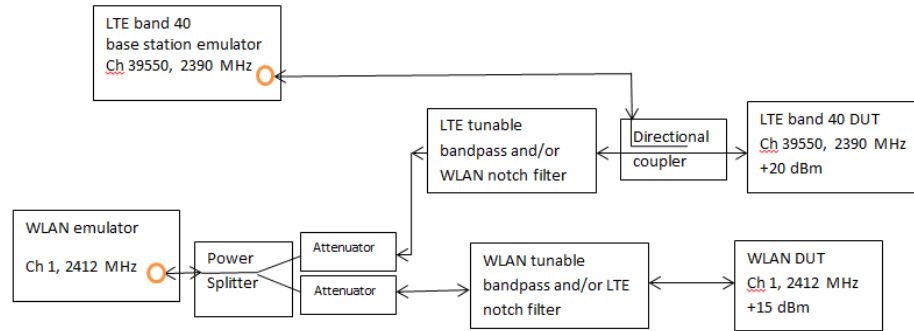 LTE band 40
base station emulator
Ch 39550, 2390 MHz
LTE tunable
bandpass and/or
WLAN notch filter
Directional
coupler
LTE band 40 DUT
Ch 39550, 2390 MHz
+20 dBm
WLAN emulator
Ch 1, 2412 MHz
Power
Splitter
Attenuator
Attenuator
WLAN tunable
bandpass and/or LTE
notch filter
WLAN DUT
Ch 1, 2412 MHz
+15 dBm